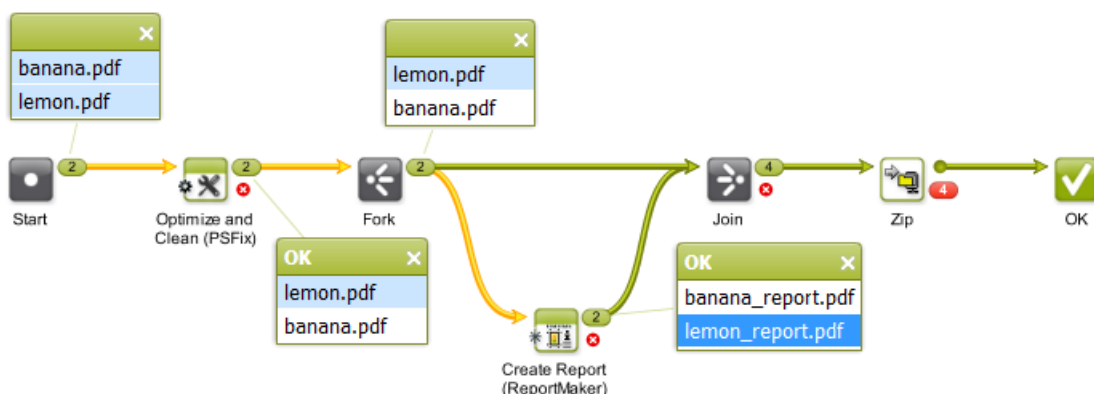 banana.pdf
lemon.pdf
lemon.pdf
banana.pdf
2
2
2
4
4
Start
Optimize and
Clean (PSFix)
Fork
Join
Zip
OK
OK
lemon.pdf
banana.pdf
OK
banana_report.pdf
lemon_report.pdf
2
Create Report
(ReportMaker)